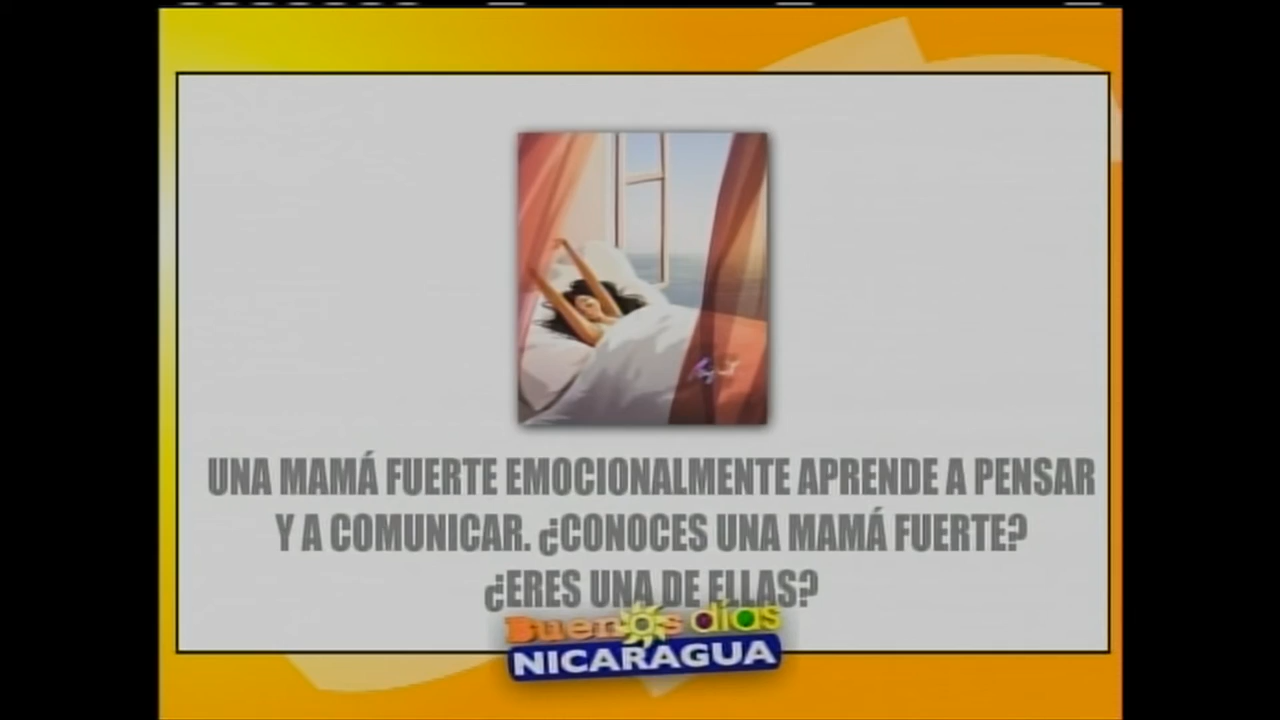 UNA MAMÁ FUERTE EMOCIONALMENTE APRENDE A PENSAR
Y A COMUNICAR. ¿CONOCES UNA MAMÁ FUERTE?
¿ERES UNA DE ELLAS?
Buenos días
NICARAGUA